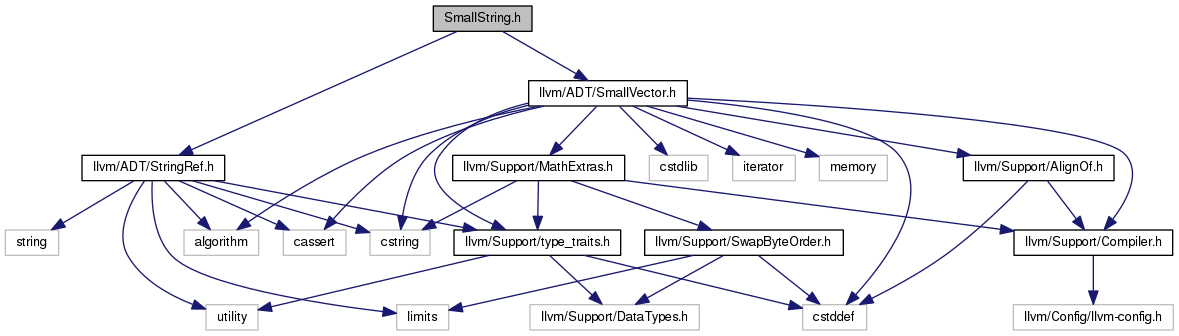 SmallString.h
llvm/ADT/SmallVector.h
llvm/ADT/StringRef.h
llvm/Support/MathExtras.h
cstdlib
iterator
memory
llvm/Support/AlignOf.h
string
algorithm
cassert
cstring
llvm/Support/type_traits.h
llvm/Support/SwapByteOrder.h
llvm/Support/Compiler.h
utility
limits
llvm/Support/DataTypes.h
cstddef
llvm/Config/llvm-config.h